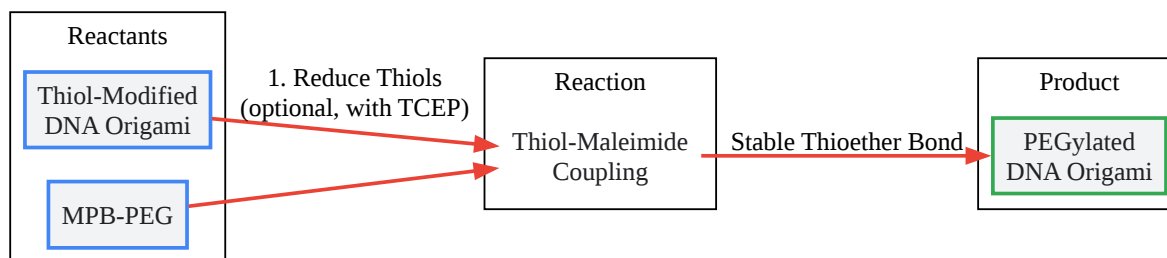 Reactants
Thiol-Modified
DNA Origami
MPB-PEG
1. Reduce Thiols
(optional, with TCEP)
Reaction
Thiol-Maleimide
Coupling
Stable Thioether Bond
Product
PEGylated
DNA Origami